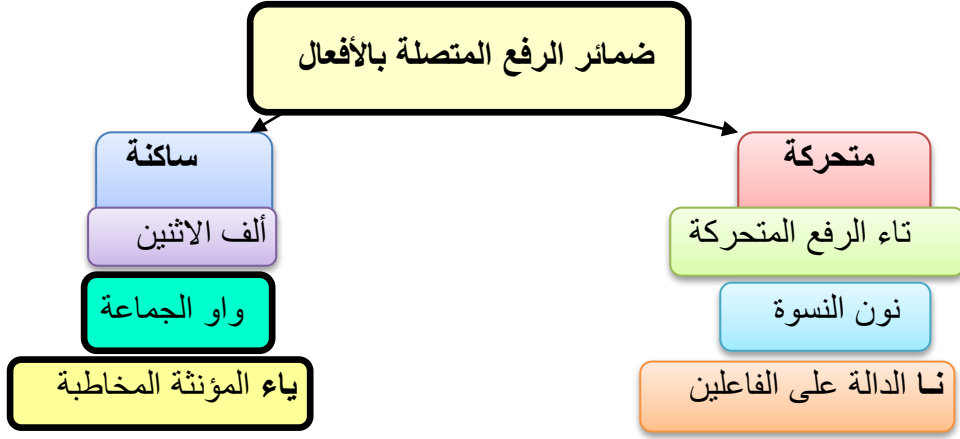 ضمائر الرفع المتصلة بالأفعال
متحركة
تاء الرفع المتحركة
نون النسوة
نـا الدالة على الفاعلين
ساكنة
ألف الاثنين
واو الجماعة
ياء المؤنثة المخاطبة